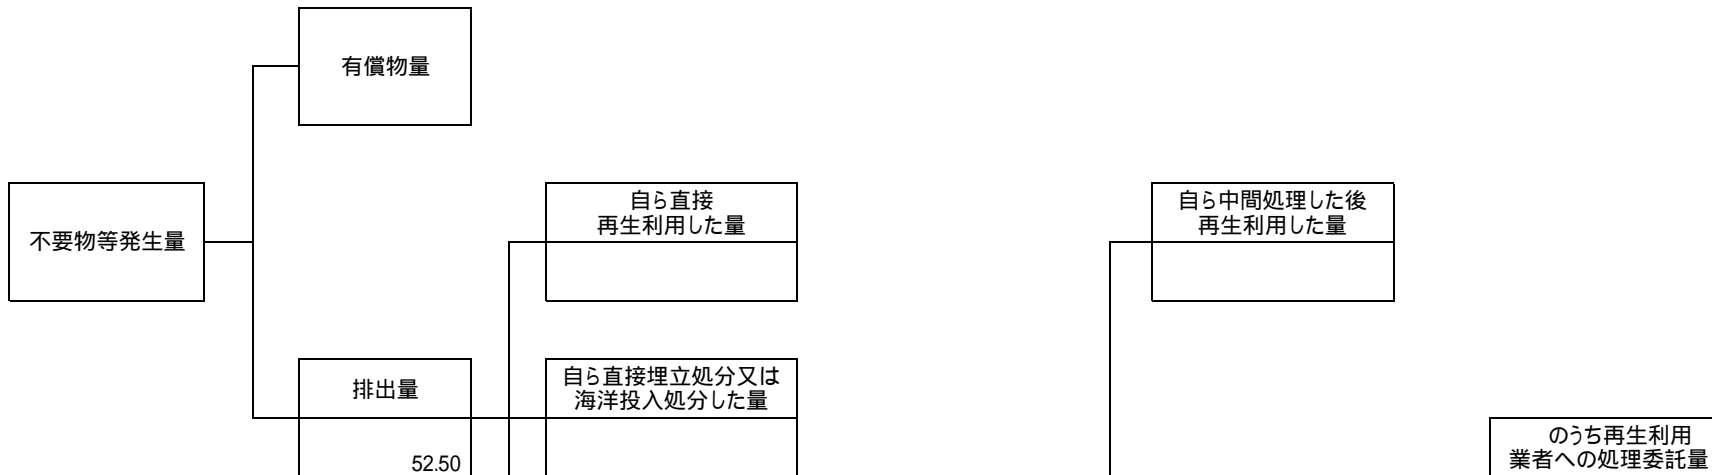 有償物量
不要物等発生量
自ら直接
再生利用した量
自ら中間処理した後
再生利用した量
排出量
52.50
自ら直接埋立処分又は
海洋投入処分した量
のうち再生利用
業者への処理委託量